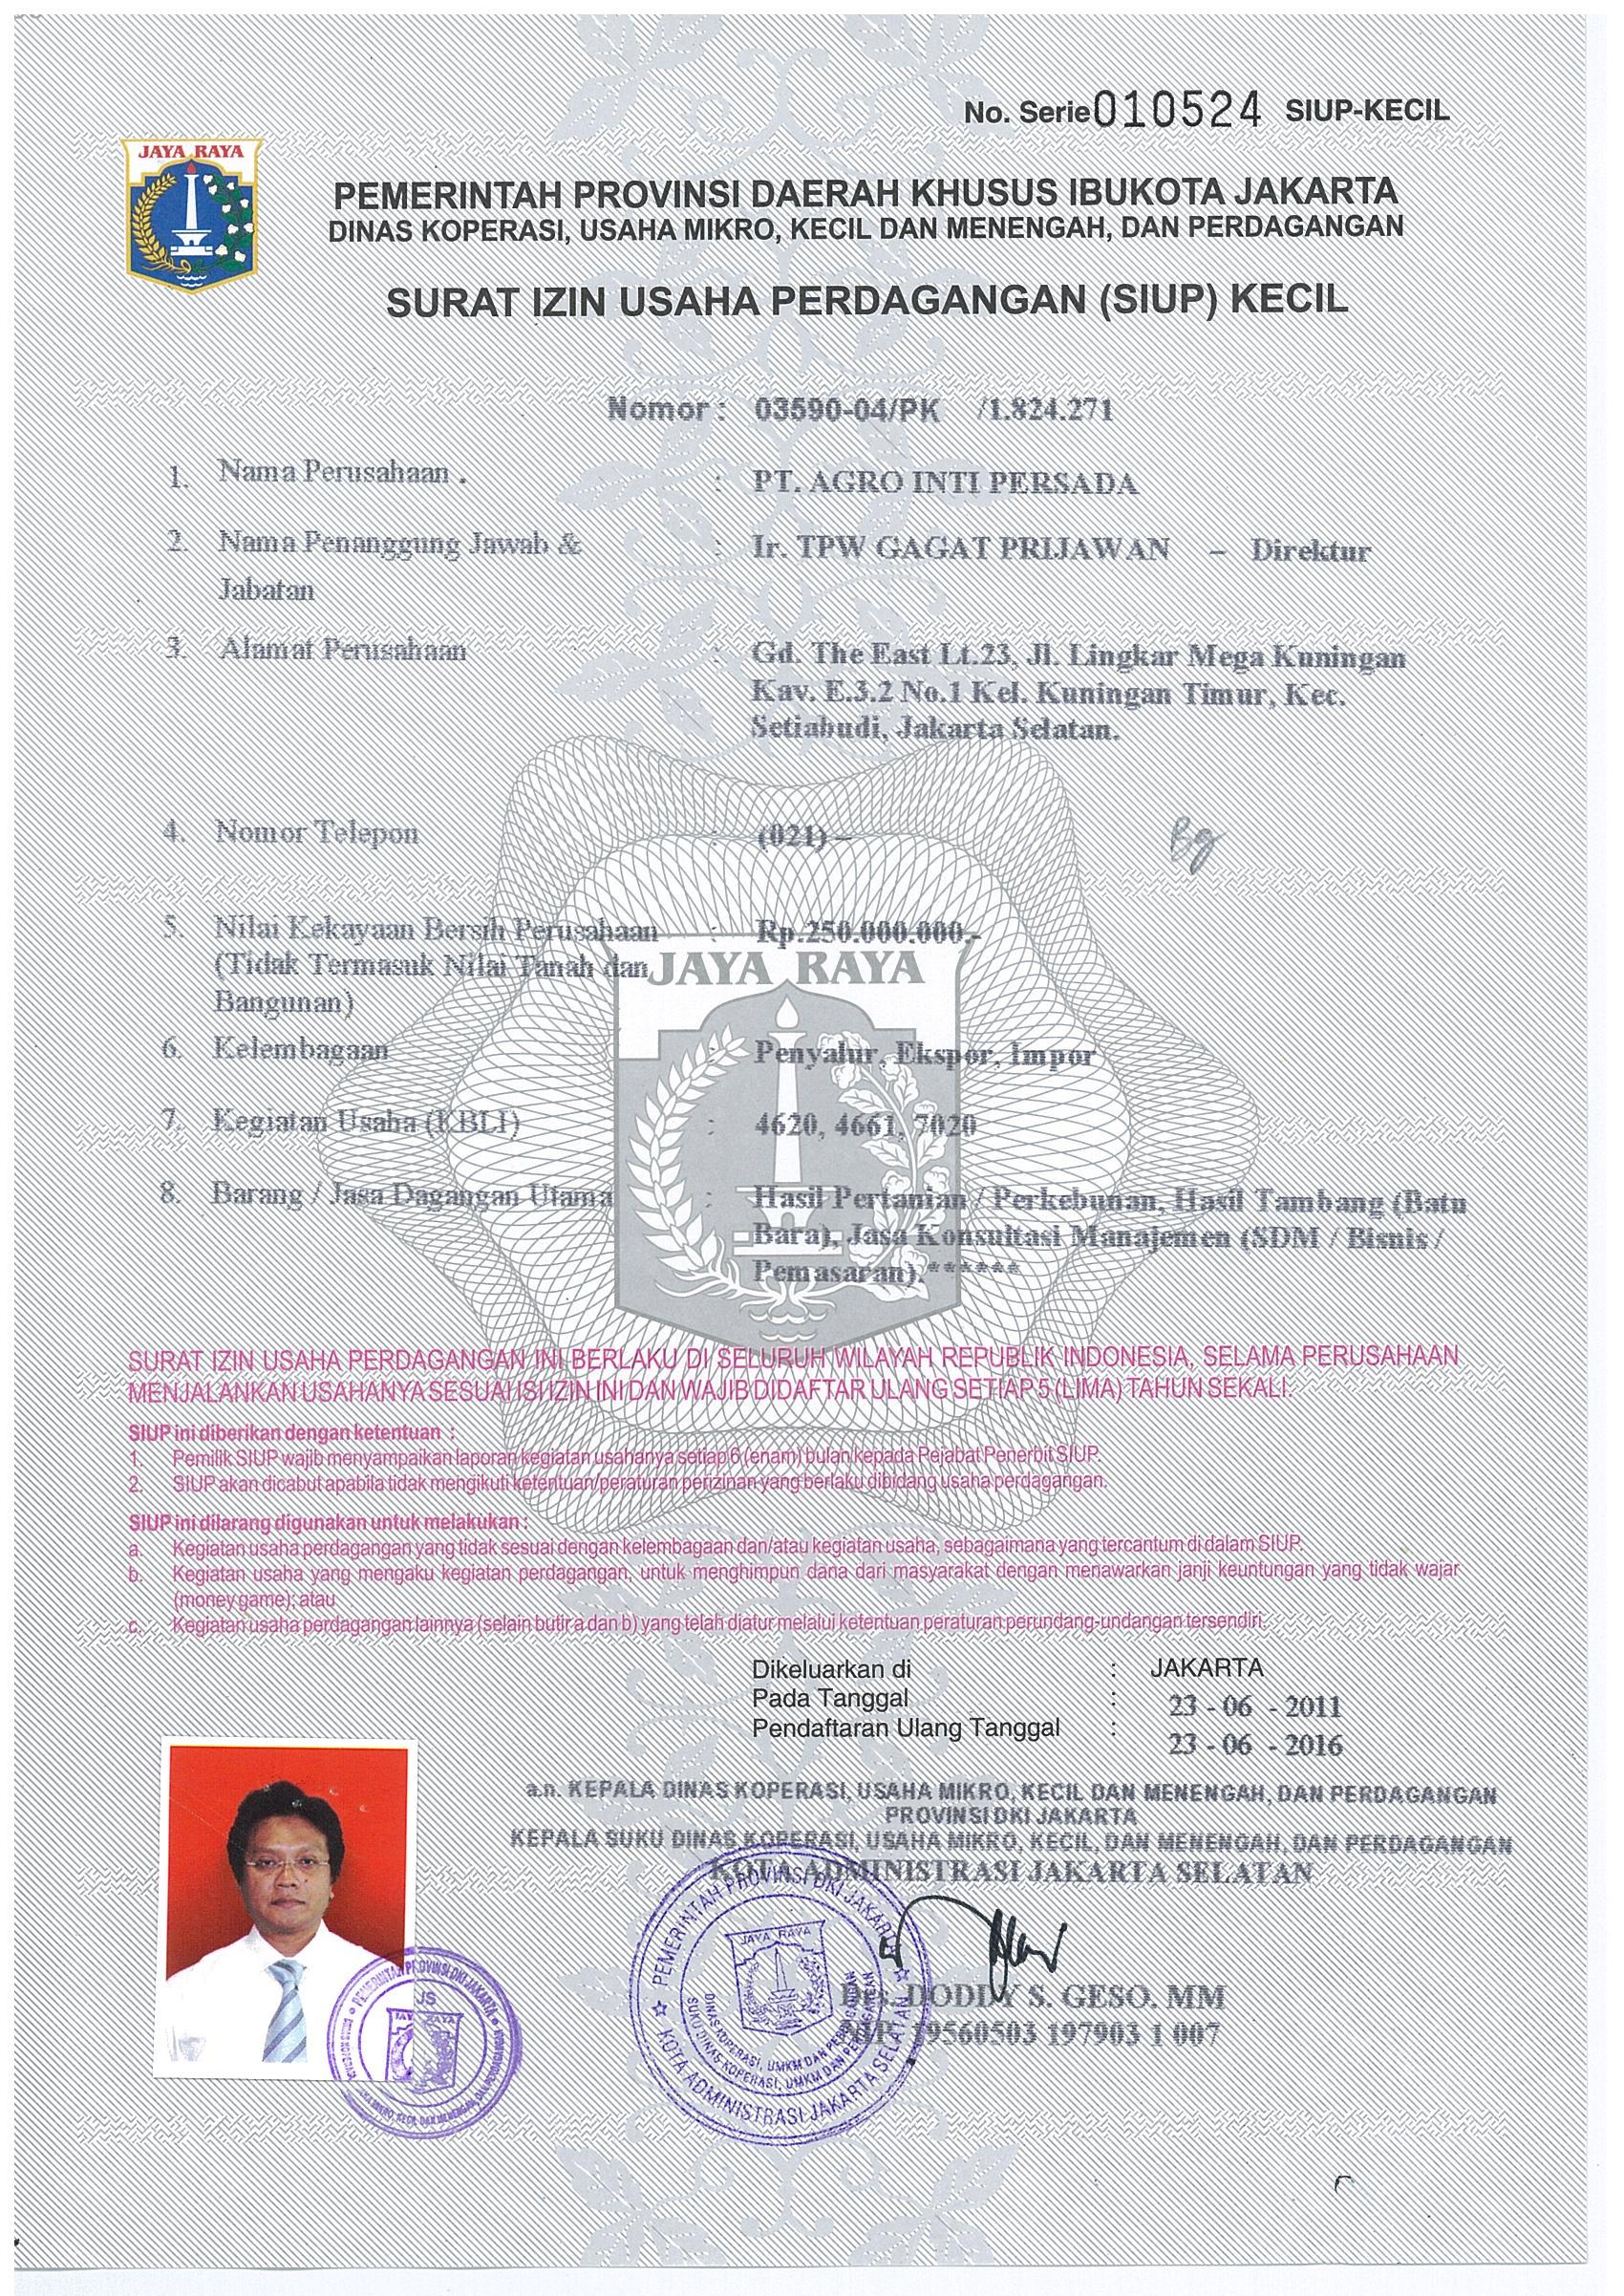 No. Serie 010524 SIUP-KECIL
JAYA RAYA
PEMERINTAH PROVINSI DAERAH KHUSUS IBUKOTA JAKARTA
DINAS KOPERASI, USAHA MIKRO, KECIL DAN MENENGAH, DAN PERDAGANGAN
SURAT IZIN USAHA PERDAGANGAN (SIUP) KECIL
Nomor : 03590-04/PK /1.824.271
1. Nama Perusahaan . : PT. AGRO INTI PERSADA
2. Nama Penanggung Jawab & : Ir. TPW GAGAT PRIJAWAN – Direktur
Jabatan
3. Alamat Perusahaan : Gd. The East Lt.23, Jl. Lingkar Mega Kuningan
Kav. E.3.2 No.1 Kel. Kuningan Timur, Kec.
Setiabudi, Jakarta Selatan.
4. Nomor Telepon : (021) –
5. Nilai Kekayaan Bersih Perusahaan : Rp.250.000.000.-
(Tidak Termasuk Nilai Tanah dan
Bangunan)
JAYA RAYA
6. Kelembagaan : Penyalur, Ekspor, Impor
7. Kegiatan Usaha (KBLI) : 4620, 4661, 7020
8. Barang / Jasa Dagangan Utama : Hasil Pertanian / Perkebunan, Hasil Tambang (Batu
Bara), Jasa Konsultasi Manajemen (SDM / Bisnis /
Pemasaran).******
SURAT IZIN USAHA PERDAGANGAN INI BERLAKU DI SELURUH WILAYAH REPUBLIK INDONESIA, SELAMA PERUSAHAAN
MENJALANKAN USAHANYA SESUAI ISI IZIN INI DAN WAJIB DIDAFTAR ULANG SETIAP 5 (LIMA) TAHUN SEKALI.
SIUP ini diberikan dengan ketentuan :
1. Pemilik SIUP wajib menyampaikan laporan kegiatan usahanya setiap 6 (enam) bulan kepada Pejabat Penerbit SIUP.
2. SIUP akan dicabut apabila tidak mengikuti ketentuan/peraturan perizinan yang berlaku dibidang usaha perdagangan.
SIUP ini dilarang digunakan untuk melakukan :
a. Kegiatan usaha perdagangan yang tidak sesuai dengan kelembagaan dan/atau kegiatan usaha, sebagaimana yang tercantum di dalam SIUP.
b. Kegiatan usaha yang mengaku kegiatan perdagangan, untuk menghimpun dana dari masyarakat dengan menawarkan janji keuntungan yang tidak wajar
(money game); atau
c. Kegiatan usaha perdagangan lainnya (selain butir a dan b) yang telah diatur melalui ketentuan peraturan perundang-undangan tersendiri.
Dikeluarkan di : JAKARTA
Pada Tanggal : 23 - 06 - 2011
Pendaftaran Ulang Tanggal : 23 - 06 - 2016
a.n. KEPALA DINAS KOPERASI, USAHA MIKRO, KECIL DAN MENENGAH, DAN PERDAGANGAN
PROVINSI DKI JAKARTA
KEPALA SUKU DINAS KOPERASI, USAHA MIKRO, KECIL, DAN MENENGAH, DAN PERDAGANGAN
KOTA ADMINISTRASI JAKARTA SELATAN
PEMERINTAH PROVINSI DKI JAKARTA
JAYA RAYA
SUKU DINAS KOPERASI, UMKM DAN PERDAGANGAN
KOTA ADMINISTRASI JAKARTA SELATAN
Drs. DODDY S. GESO. MM
NIP. 19560503 197903 1 007
PEMERINTAH PROVINSI DKI JAKARTA
JS